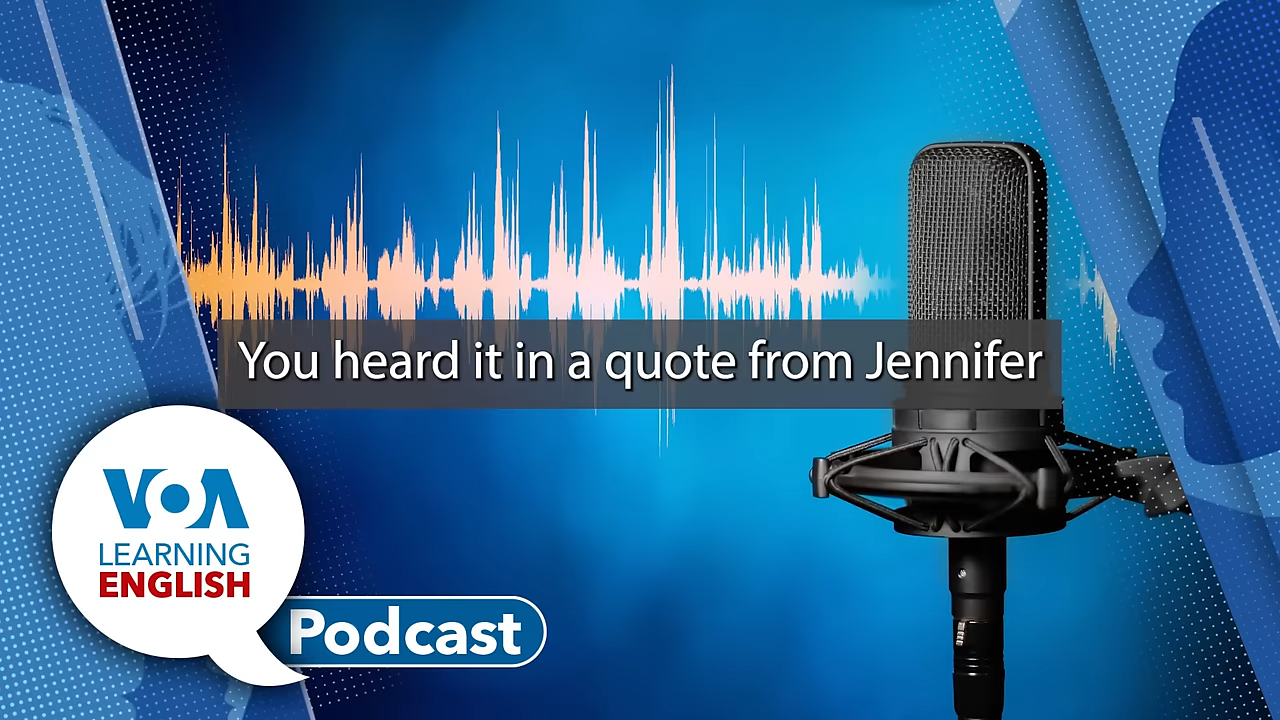 You heard it in a quote from Jennifer
VOA
LEARNING
ENGLISH
Podcast